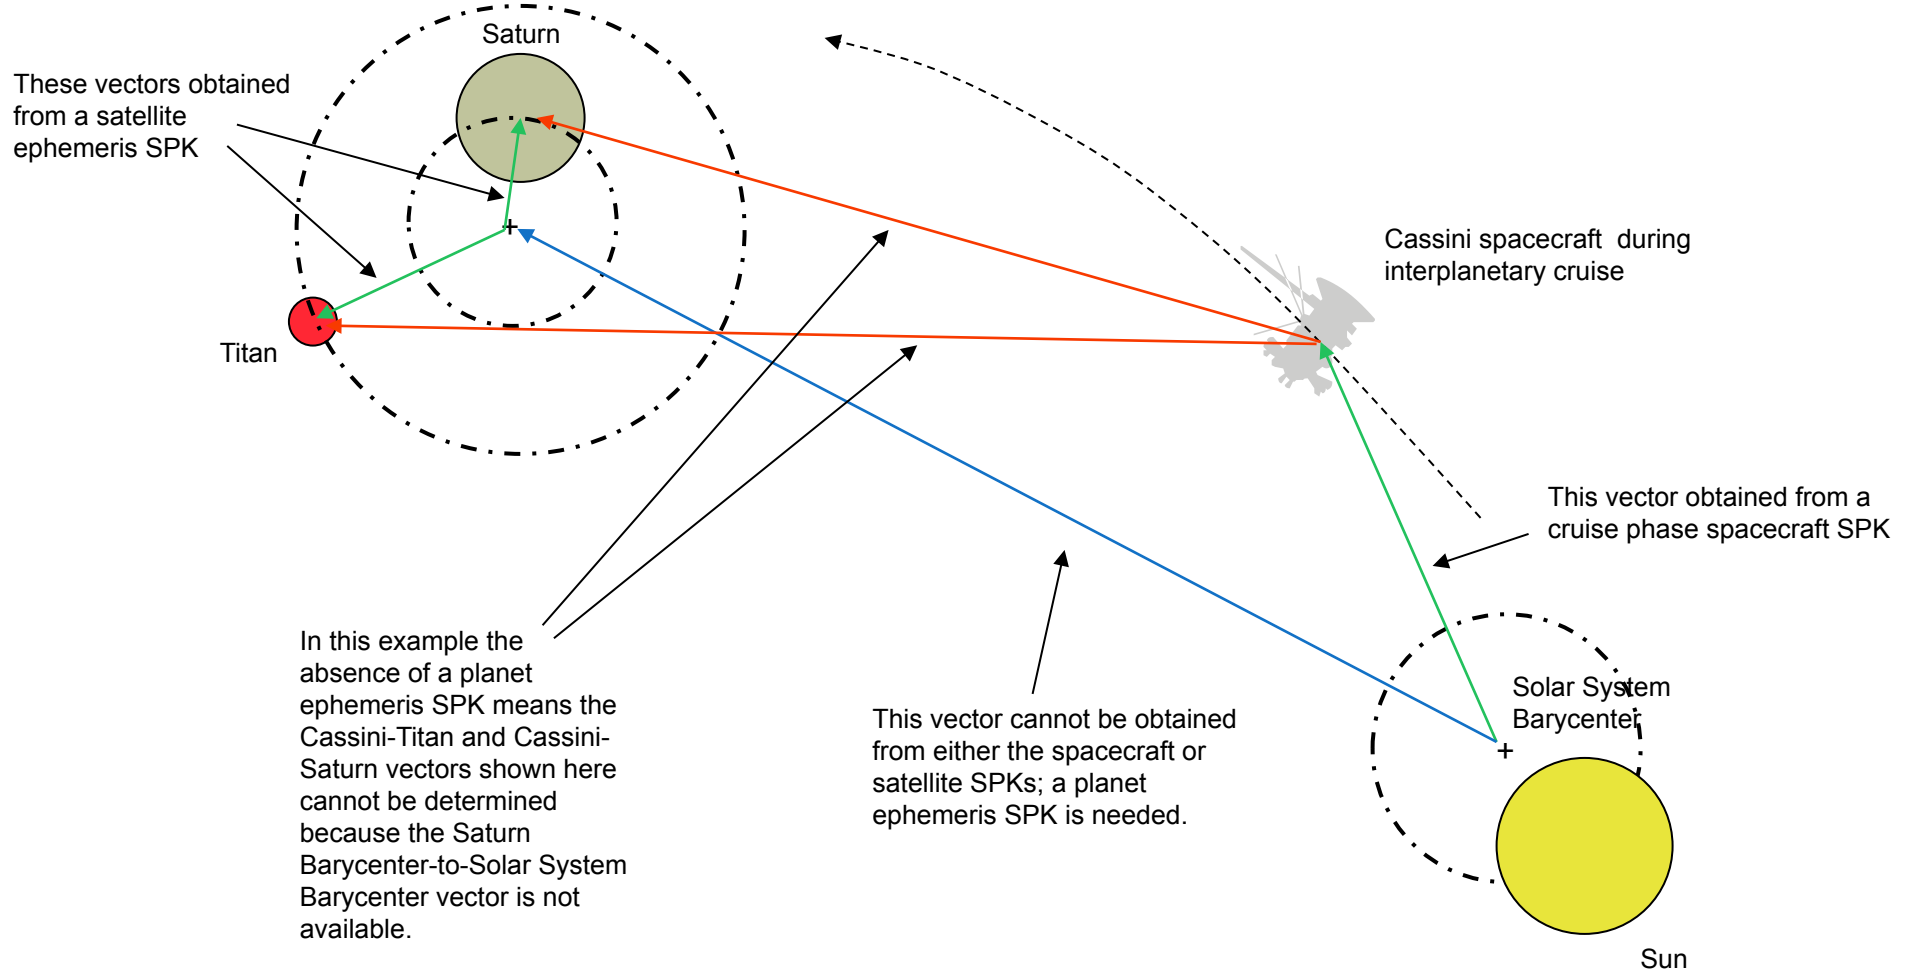 Saturn
These vectors obtained
from a satellite
ephemeris SPK
Titan
Cassini spacecraft during
interplanetary cruise
This vector obtained from a
cruise phase spacecraft SPK
In this example the
absence of a planet
ephemeris SPK means the
Cassini-Titan and Cassini-
Saturn vectors shown here
cannot be determined
because the Saturn
Barycenter-to-Solar System
Barycenter vector is not
available.
This vector cannot be obtained
from either the spacecraft or
satellite SPKs; a planet
ephemeris SPK is needed.
Solar System
Barycenter
Sun